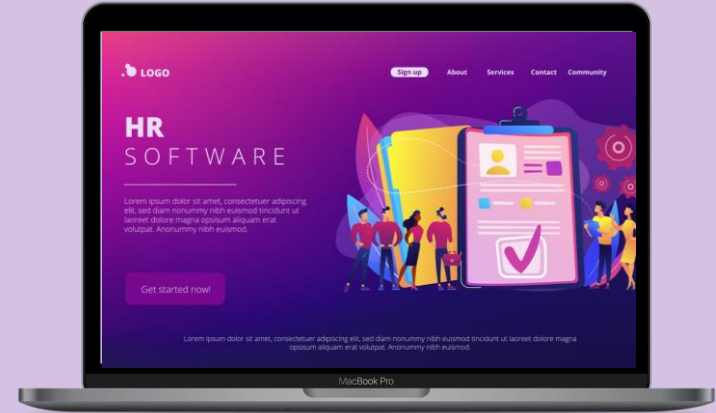 LOGO
Sign up
About
Services
Contact
Community
HR
SOFTWARE
Lorem ipsum dolor sit amet, consectetuer adipiscing
elit, sed diam nonummy nibh euismod tincidunt ut
laoreet dolore magna opsisum aliquam erat
volutpat. Anonummy nibh euismod.
Get started now!
Lorem ipsum dolor sit amet, consectetuer adipiscing elit, sed diam nonummy nibh euismod tincidunt ut laoreet dolore magna
opsisum aliquam erat volutpat. Anonummy nibh euismod.
MacBook Pro